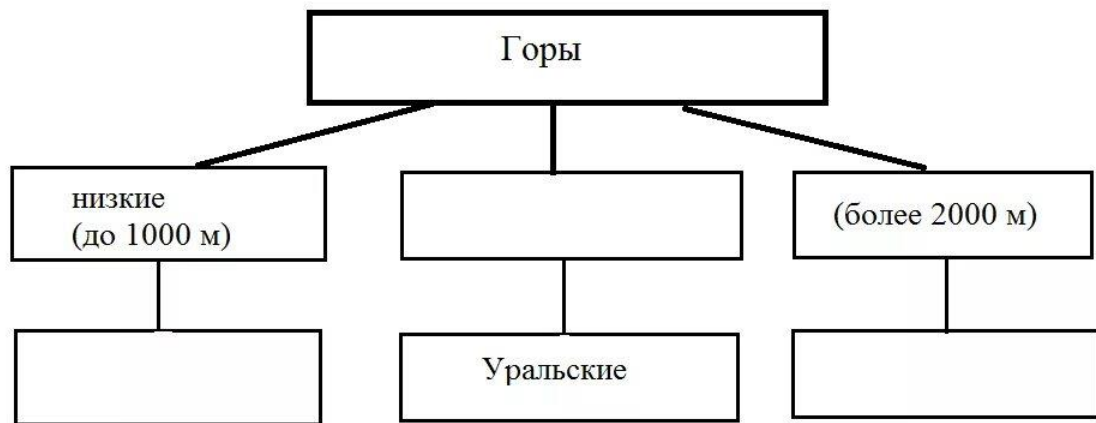 Горы
низкие
(до 1000 м)
(более 2000 м)
Уральские